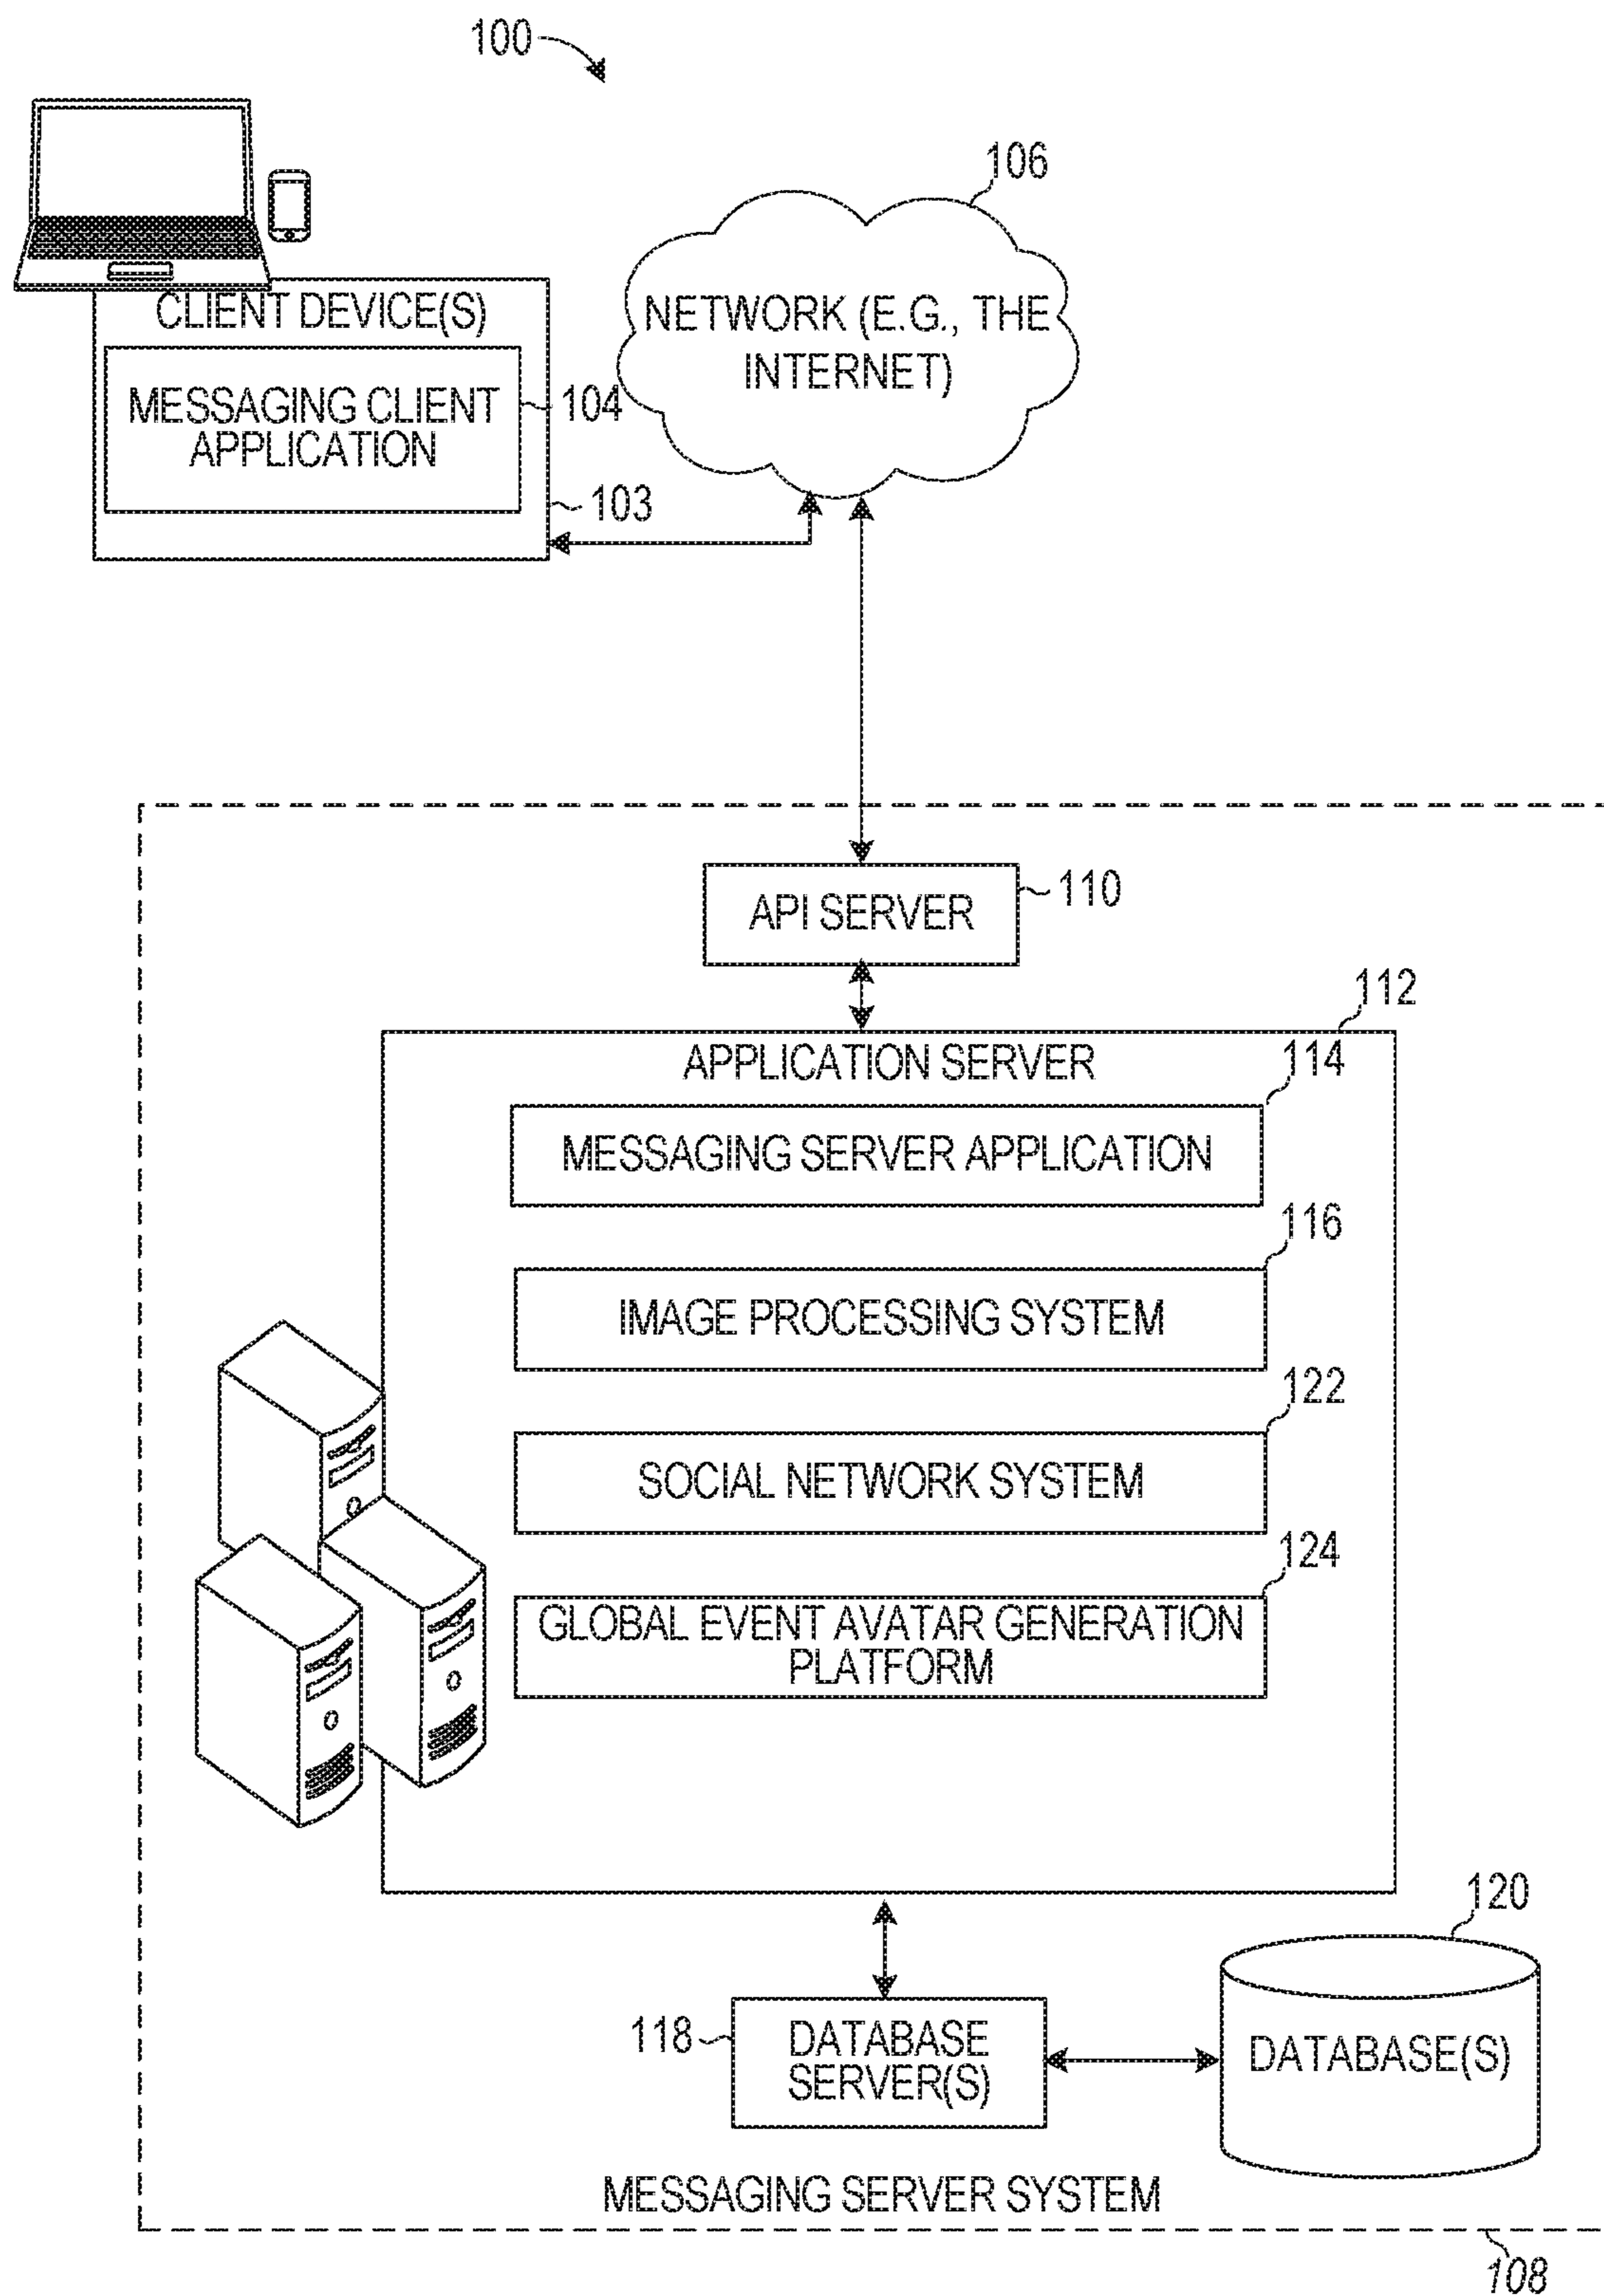 100
106
CLIENT DEVICE(S)
NETWORK (E.G., THE
INTERNET)
MESSAGING CLIENT
APPLICATION
104
103
API SERVER
110
112
APPLICATION SERVER
114
MESSAGING SERVER APPLICATION
116
IMAGE PROCESSING SYSTEM
122
SOCIAL NETWORK SYSTEM
124
GLOBAL EVENT AVATAR GENERATION
PLATFORM
120
118
DATABASE
SERVER(S)
DATABASE(S)
MESSAGING SERVER SYSTEM
108